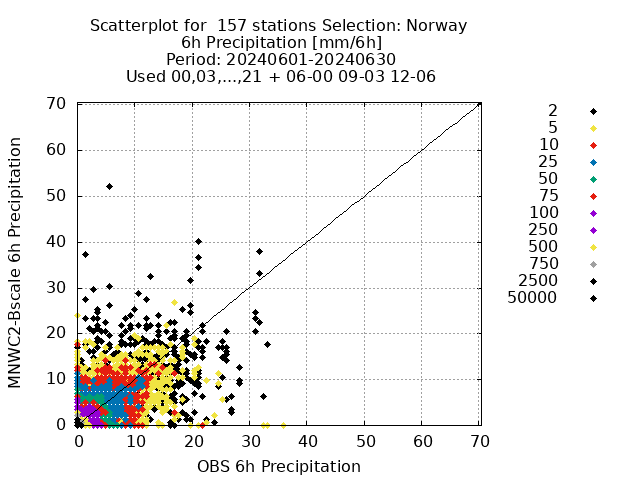 Scatterplot for  157 stations Selection: Norway
6h Precipitation [mm/6h]
Period: 20240601-20240630
Used 00,03,...,21 + 06-00 09-03 12-06
MNWC2-Bscale 6h Precipitation
70
60
50
40
30
20
10
0
0 10 20 30 40 50 60 70
OBS 6h Precipitation
2
5
10
25
50
75
100
250
500
750
2500
50000